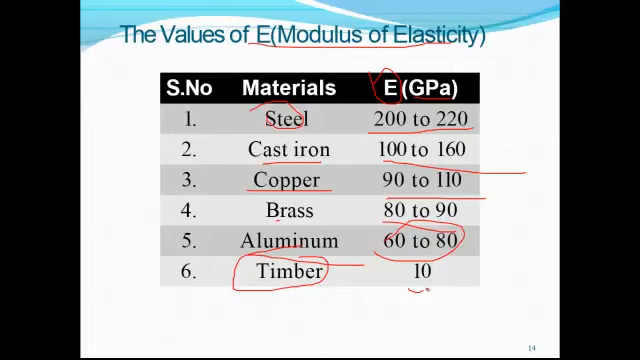 The Values of E(Modulus of Elasticity)
S.No Materials E (GPa)
1. Steel 200 to 220
2. Cast iron 100 to 160
3. Copper 90 to 110
4. Brass 80 to 90
5. Aluminum 60 to 80
6. Timber 10
14